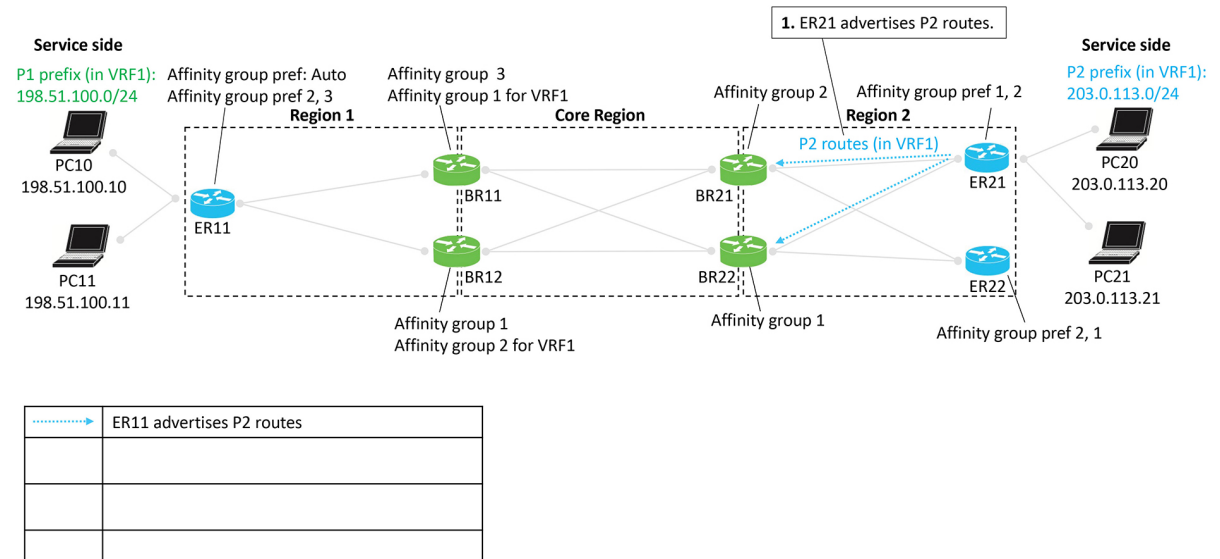 1. ER21 advertises P2 routes.
Service side
Service side
P1 prefix (in VRF1):
198.51.100.0/24
Affinity group pref: Auto
Affinity group pref 2, 3
Affinity group  3
Affinity group 1 for VRF1
Affinity group 2
Affinity group pref 1, 2
P2 prefix (in VRF1):
203.0.113.0/24
Region 1
Core Region
Region 2
P2 routes (in VRF1)
PC10
198.51.100.10
ER11
BR11
BR21
ER21
PC20
203.0.113.20
PC11
198.51.100.11
BR12
BR22
ER22
PC21
203.0.113.21
Affinity group 1
Affinity group 2 for VRF1
Affinity group 1
Affinity group pref 2, 1
ER11 advertises P2 routes